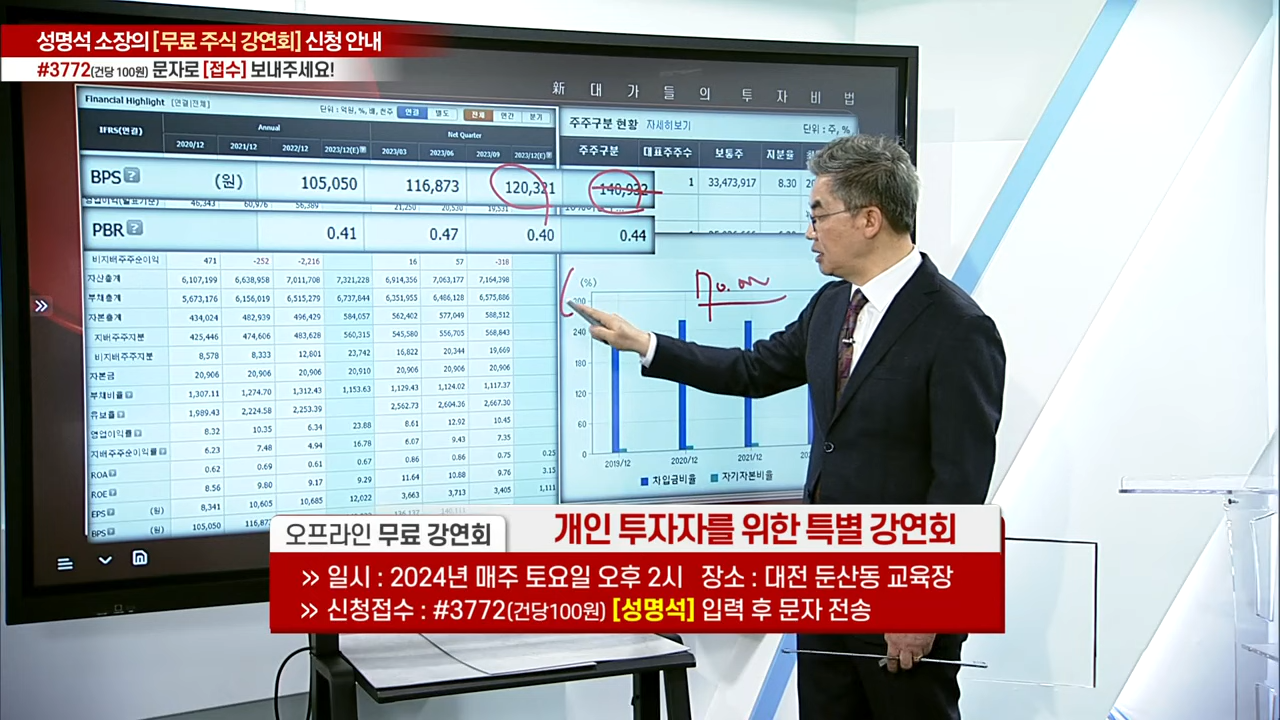 성명석 소장의 [무료 주식 강연회] 신청 안내
#3772(건당 100원) 문자로 [접수] 보내주세요!
新 대 가 들 의 투 자 비 법
Financial Highlight [연결|전체]
단위 : 억원, %, 배, 천주 연결 별도 전체 연간 분기
IFRS(연결) Annual Net Quarter
2020/12 2021/12 2022/12 2023/12(E) 2023/03 2023/06 2023/09 2023/12(E)
BPS (원) 105,050 116,873 120,321 140,932
영업이익(발표기준) 46,343 60,976 56,389 21,250 20,530 19,531
PBR 0.41 0.47 0.40 0.44
비지배주주순이익 471 -252 -2,216 16 57 -318
자산총계 6,107,199 6,638,958 7,011,708 7,321,228 6,914,356 7,063,177 7,164,398
부채총계 5,673,176 6,156,019 6,515,279 6,737,844 6,351,955 6,486,128 6,575,886
자본총계 434,024 482,939 496,429 584,057 562,402 577,049 588,512
지배주주지분 425,446 474,606 483,628 560,315 545,580 556,705 568,843
비지배주주지분 8,578 8,333 12,801 23,742 16,822 20,344 19,669
자본금 20,906 20,906 20,906 20,910 20,906 20,906 20,906
부채비율 1,307.11 1,274.70 1,312.43 1,153.63 1,129.43 1,124.02 1,117.37
유보율 1,989.43 2,224.58 2,253.39 2,562.73 2,604.36 2,667.30
영업이익률 8.32 10.35 6.34 23.88 8.61 12.92 10.45
지배주주순이익률 6.23 7.48 4.94 16.78 6.07 9.43 7.35
ROA 0.62 0.69 0.61 0.67 0.86 0.86 0.75 0.25
ROE 8.56 9.80 9.17 9.29 11.64 10.88 9.76 3.15
EPS (원) 8,341 10,605 10,685 12,022 3,663 3,713 3,405 1,111
BPS (원) 105,050
주주구분 현황 자세히보기
단위 : 주, %
주주구분 대표주주수 보통주 지분율
1 33,473,917 8.30
(%)
300
240
180
120
60
0
2019/12 2020/12 2021/12
차입금비율 자기자본비율
오프라인 무료 강연회
개인 투자자를 위한 특별 강연회
» 일시 : 2024년 매주 토요일 오후 2시 장소 : 대전 둔산동 교육장
» 신청접수 : #3772(건당100원) [성명석] 입력 후 문자 전송